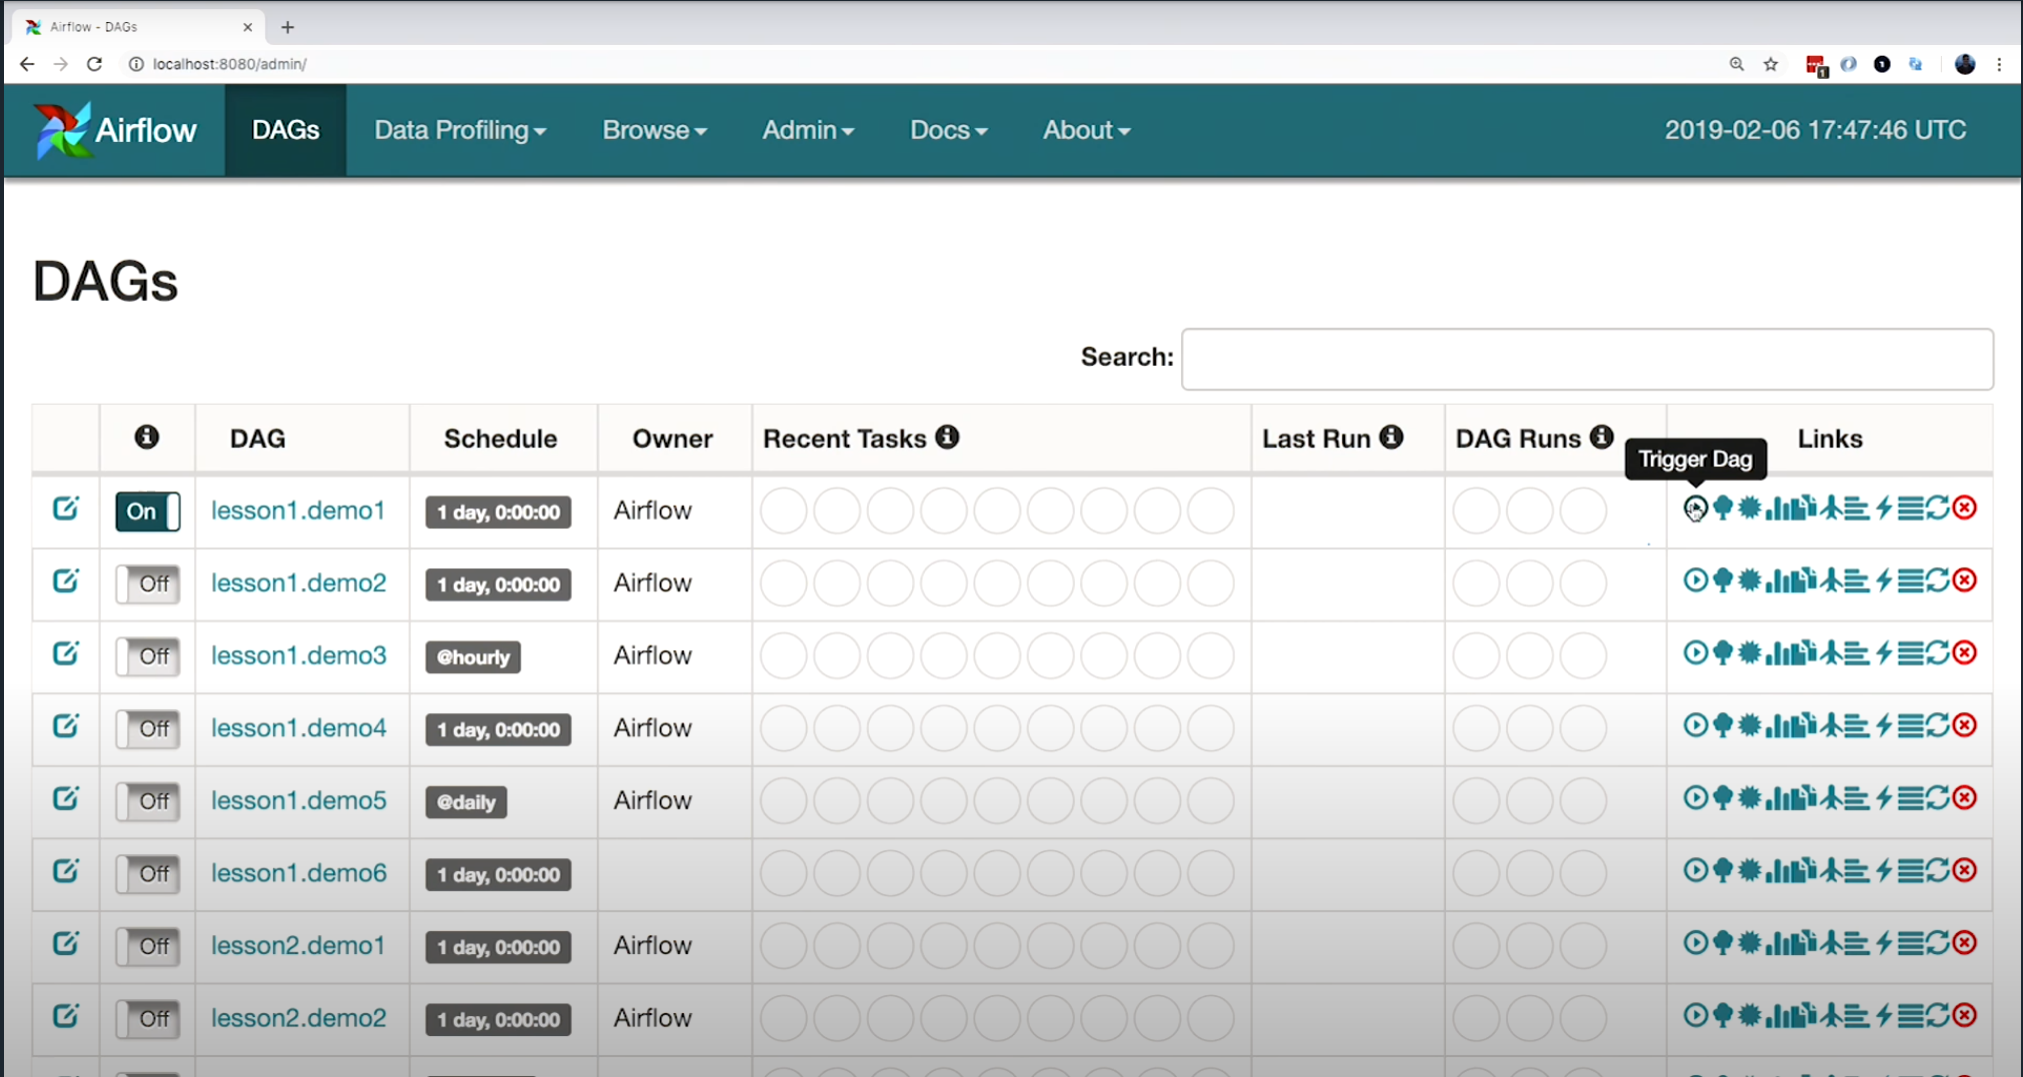 Airflow - DAGs
localhost:8080/admin/
1
1
Airflow DAGs Data Profiling Browse Admin Docs About 2019-02-06 17:47:46 UTC
DAGs
Search:
DAG Schedule Owner Recent Tasks Last Run DAG Runs Links
Trigger Dag
On lesson1.demo1 1 day, 0:00:00 Airflow
Off lesson1.demo2 1 day, 0:00:00 Airflow
Off lesson1.demo3 @hourly Airflow
Off lesson1.demo4 1 day, 0:00:00 Airflow
Off lesson1.demo5 @daily Airflow
Off lesson1.demo6 1 day, 0:00:00
Off lesson2.demo1 1 day, 0:00:00 Airflow
Off lesson2.demo2 1 day, 0:00:00 Airflow